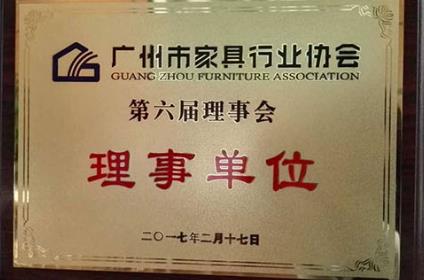 广州市家具行业协会
GUANG ZHOU FURNITURE ASSOCIATION
第六届理事会
理事单位
二〇一七年二月十七日